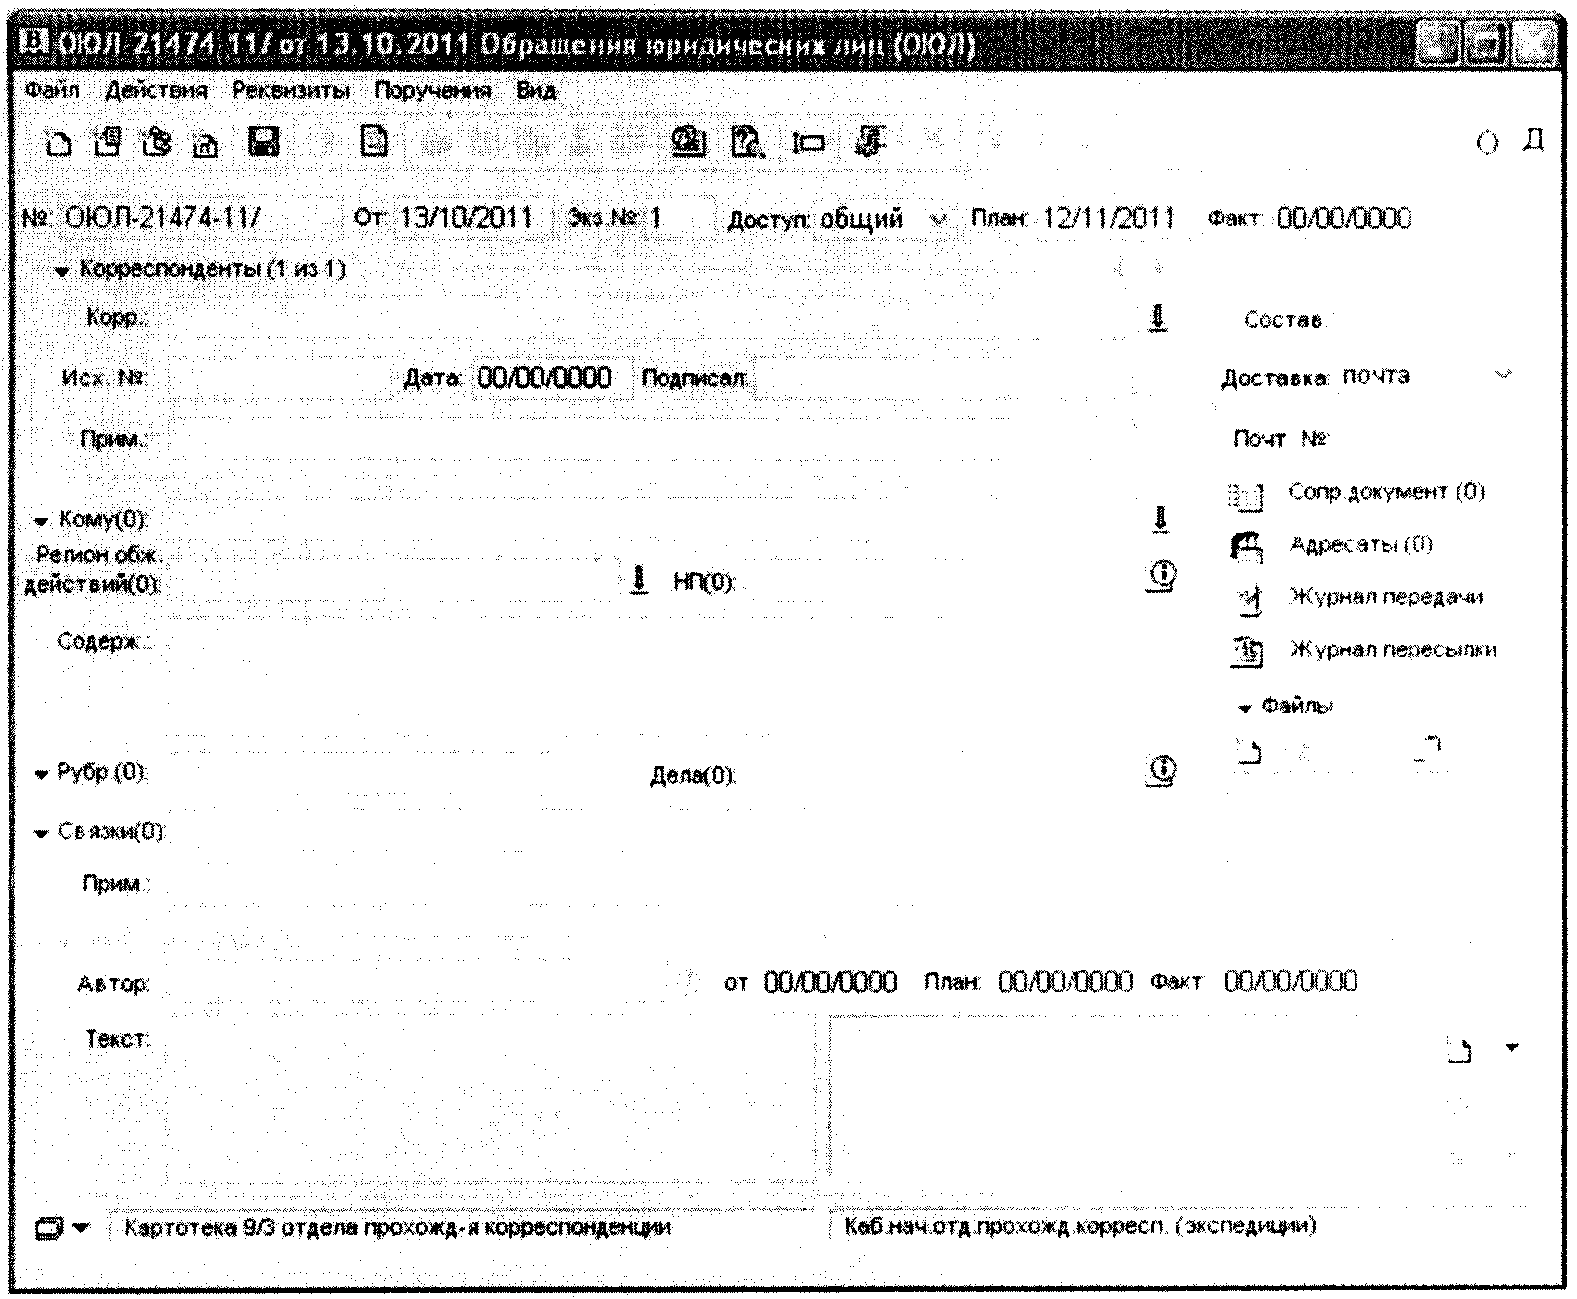 ОЮЛ-21474-11/ от 13.10.2011 Обращения юридических лиц (ОЮЛ)
Файл Действия Реквизиты Поручения Вид
Д
№: ОЮЛ-21474-11/ От: 13/10/2011 Экз.№: 1 Доступ: общий План: 12/11/2011 Факт: 00/00/0000
Корреспонденты (1 из 1)
Корр.: Состав:
Исх. №: Дата: 00/00/0000 Подписал: Доставка: почта
Прим.: Почт. №:
Сопр.документ (0)
Кому(0):
Адресаты (0)
Регион обж.
действий(0): НП(0):
Журнал передачи
Содерж.: Журнал пересылки
Файлы
Рубр.(0): Дела(0):
Связки(0):
Прим.:
Автор: от 00/00/0000 План: 00/00/0000 Факт: 00/00/0000
Текст:
Картотека 9/3 отдела прохожд-я корреспонденции Каб.нач.отд.прохожд.корресп. (экспедиции)